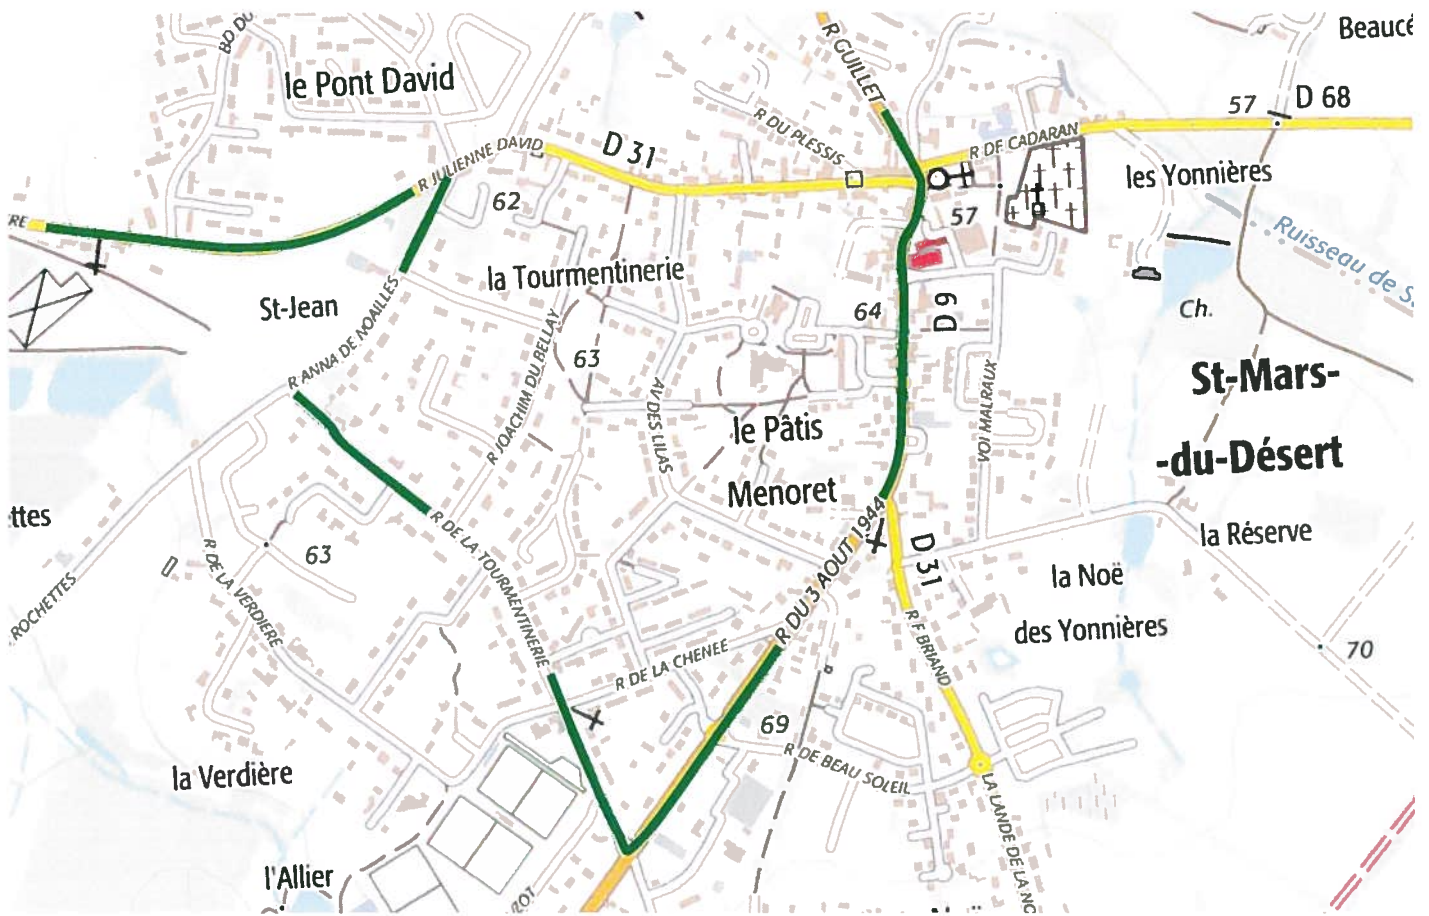 BD DU
le Pont David
R GUILLET
Beaucé
57
D 68
R DU PLESSIS
R DE CADARAN
D 31
R JULIENNE DAVID
les Yonnières
62
57
RE
Ruisseau de S.
la Tourmentinerie
St-Jean
64
D 9
Ch.
R ANNA DE NOAILLES
R JOACHIM DU BELLAY
63
AV DES LILAS
VOI MALRAUX
St-Mars-
-du-Désert
le Pâtis
Menoret
ettes
R DE LA TOURMENTINERIE
R DU 3 AOUT 1944
D 31
la Réserve
63
la Noë
des Yonnières
ROCHETTES
R DE LA VERDIERE
R F BRIAND
70
R DE LA CHENEE
69
R DE BEAU SOLEIL
la Verdière
LA LANDE DE LA NO
l'Allier
ROT